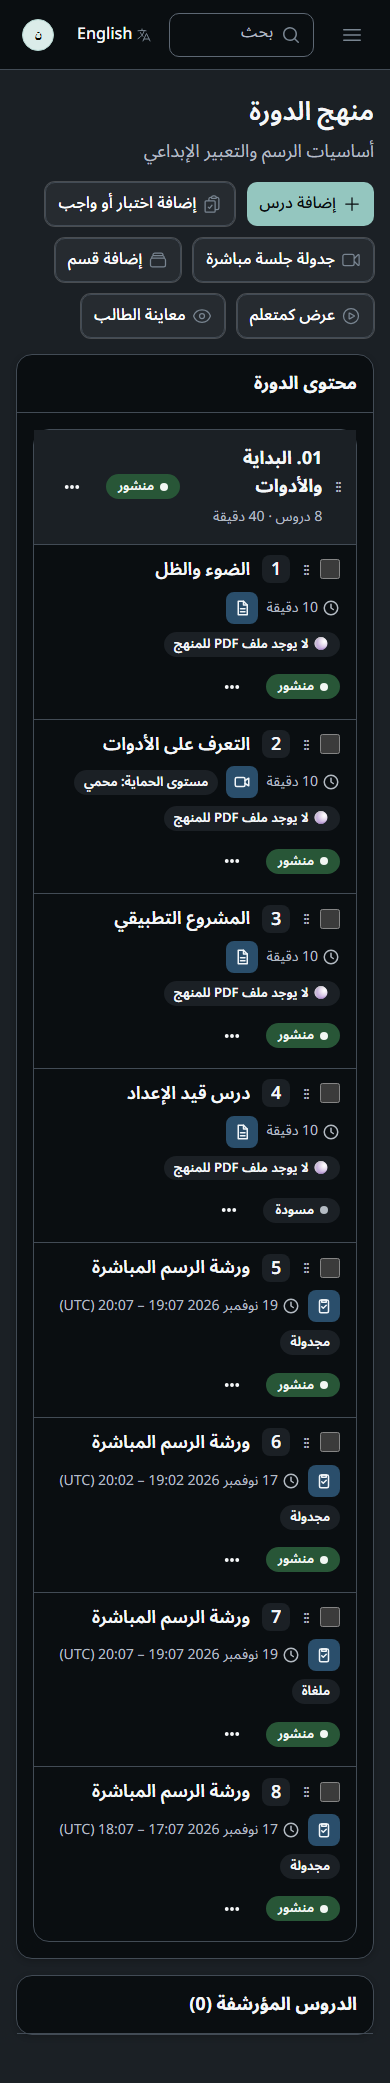 بحث
English
ن
منهج الدورة
أساسيات الرسم والتعبير الإبداعي
إضافة درس
إضافة اختبار أو واجب
جدولة جلسة مباشرة
إضافة قسم
عرض كمتعلم
معاينة الطالب
محتوى الدورة
01. البداية
والأدوات
منشور
8 دروس · 40 دقيقة
1 الضوء والظل
10 دقيقة
لا يوجد ملف PDF للمنهج
منشور
2 التعرف على الأدوات
10 دقيقة
مستوى الحماية: محمي
لا يوجد ملف PDF للمنهج
منشور
3 المشروع التطبيقي
10 دقيقة
لا يوجد ملف PDF للمنهج
منشور
4 درس قيد الإعداد
10 دقيقة
لا يوجد ملف PDF للمنهج
مسودة
5 ورشة الرسم المباشرة
19 نوفمبر 2026 19:07 – 20:07 (UTC)
مجدولة
منشور
6 ورشة الرسم المباشرة
17 نوفمبر 2026 19:02 – 20:02 (UTC)
مجدولة
منشور
7 ورشة الرسم المباشرة
19 نوفمبر 2026 19:07 – 20:07 (UTC)
ملغاة
منشور
8 ورشة الرسم المباشرة
17 نوفمبر 2026 17:07 – 18:07 (UTC)
مجدولة
منشور
الدروس المؤرشفة (0)